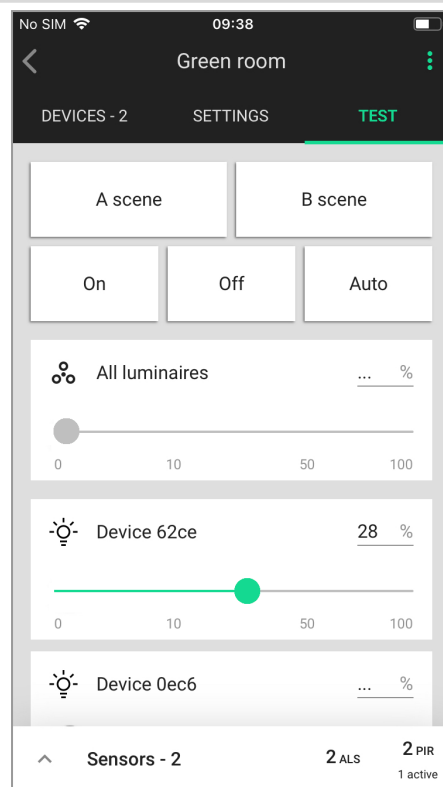 No SIM 09:38
Green room
DEVICES - 2 SETTINGS TEST
A scene B scene
On Off Auto
All luminaires ... %
0 10 50 100
Device 62ce 28 %
0 10 50 100
Device 0ec6 ... %
Sensors - 2 2 ALS 2 PIR
1 active